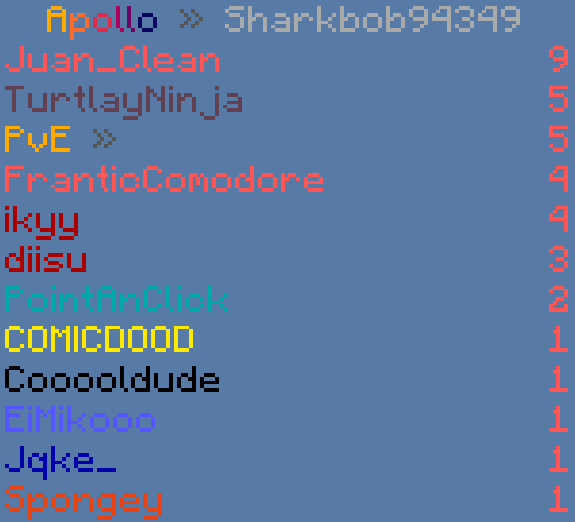 Apollo » Sharkbob94349
Juan_Clean 9
TurtlayNinja 5
PvE » 5
FranticComodore 4
ikyy 4
diisu 3
PointAnClick 2
COMICDOOD 1
Cooooldude 1
EiMikooo 1
Jqke_ 1
Spongey 1